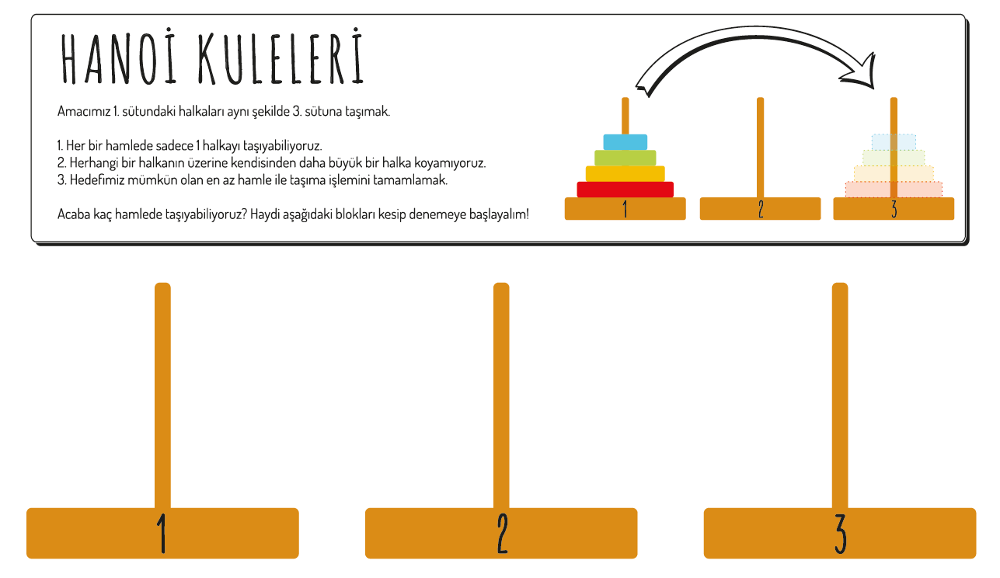 HANOİ KULELERİ
Amacımız 1. sütundaki halkaları aynı şekilde 3. sütuna taşımak.
1. Her bir hamlede sadece 1 halkayı taşıyabiliyoruz.
2. Herhangi bir halkanın üzerine kendisinden daha büyük bir halka koyamıyoruz.
3. Hedefimiz mümkün olan en az hamle ile taşıma işlemini tamamlamak.
Acaba kaç hamlede taşıyabiliyoruz? Haydi aşağıdaki blokları kesip denemeye başlayalım!
1 2 3
1 2 3